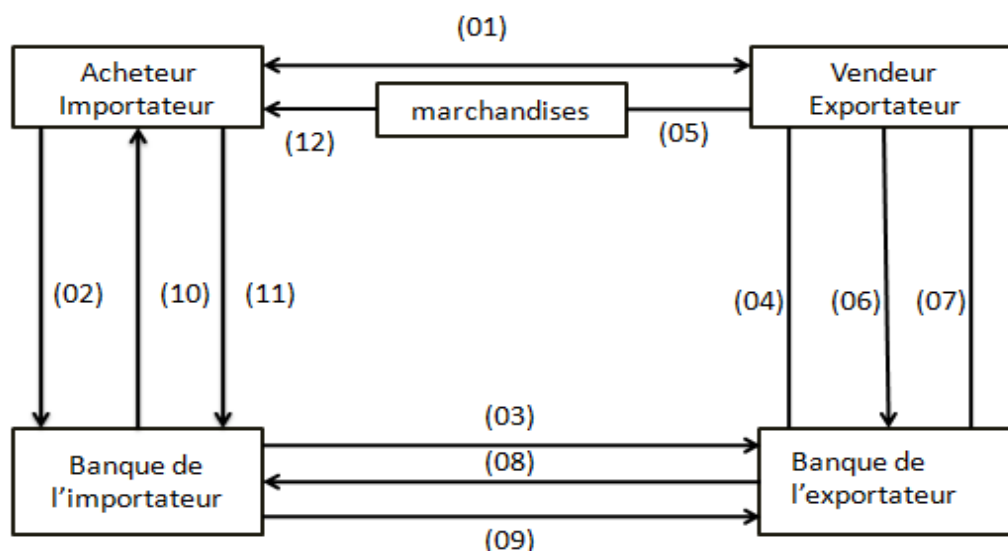 (01)
Acheteur
Importateur
Vendeur
Exportateur
marchandises
(12)
(05)
(02)
(10)
(11)
(04)
(06)
(07)
(03)
(08)
(09)
Banque de
l'importateur
Banque de
l'exportateur